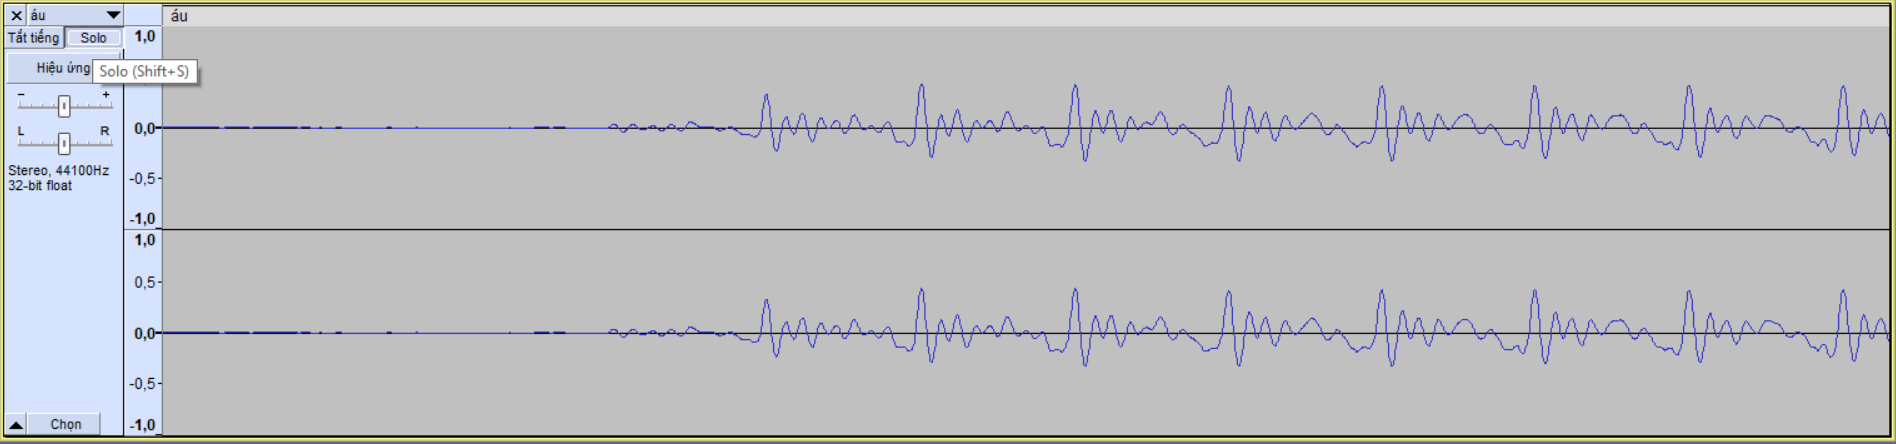 áu
áu
Tắt tiếng Solo
Hiệu ứng
Solo (Shift+S)
- +
L R
Stereo, 44100Hz
32-bit float
Chọn
1,0
0,0
-0,5
-1,0
1,0
0,5
0,0
-0,5
-1,0